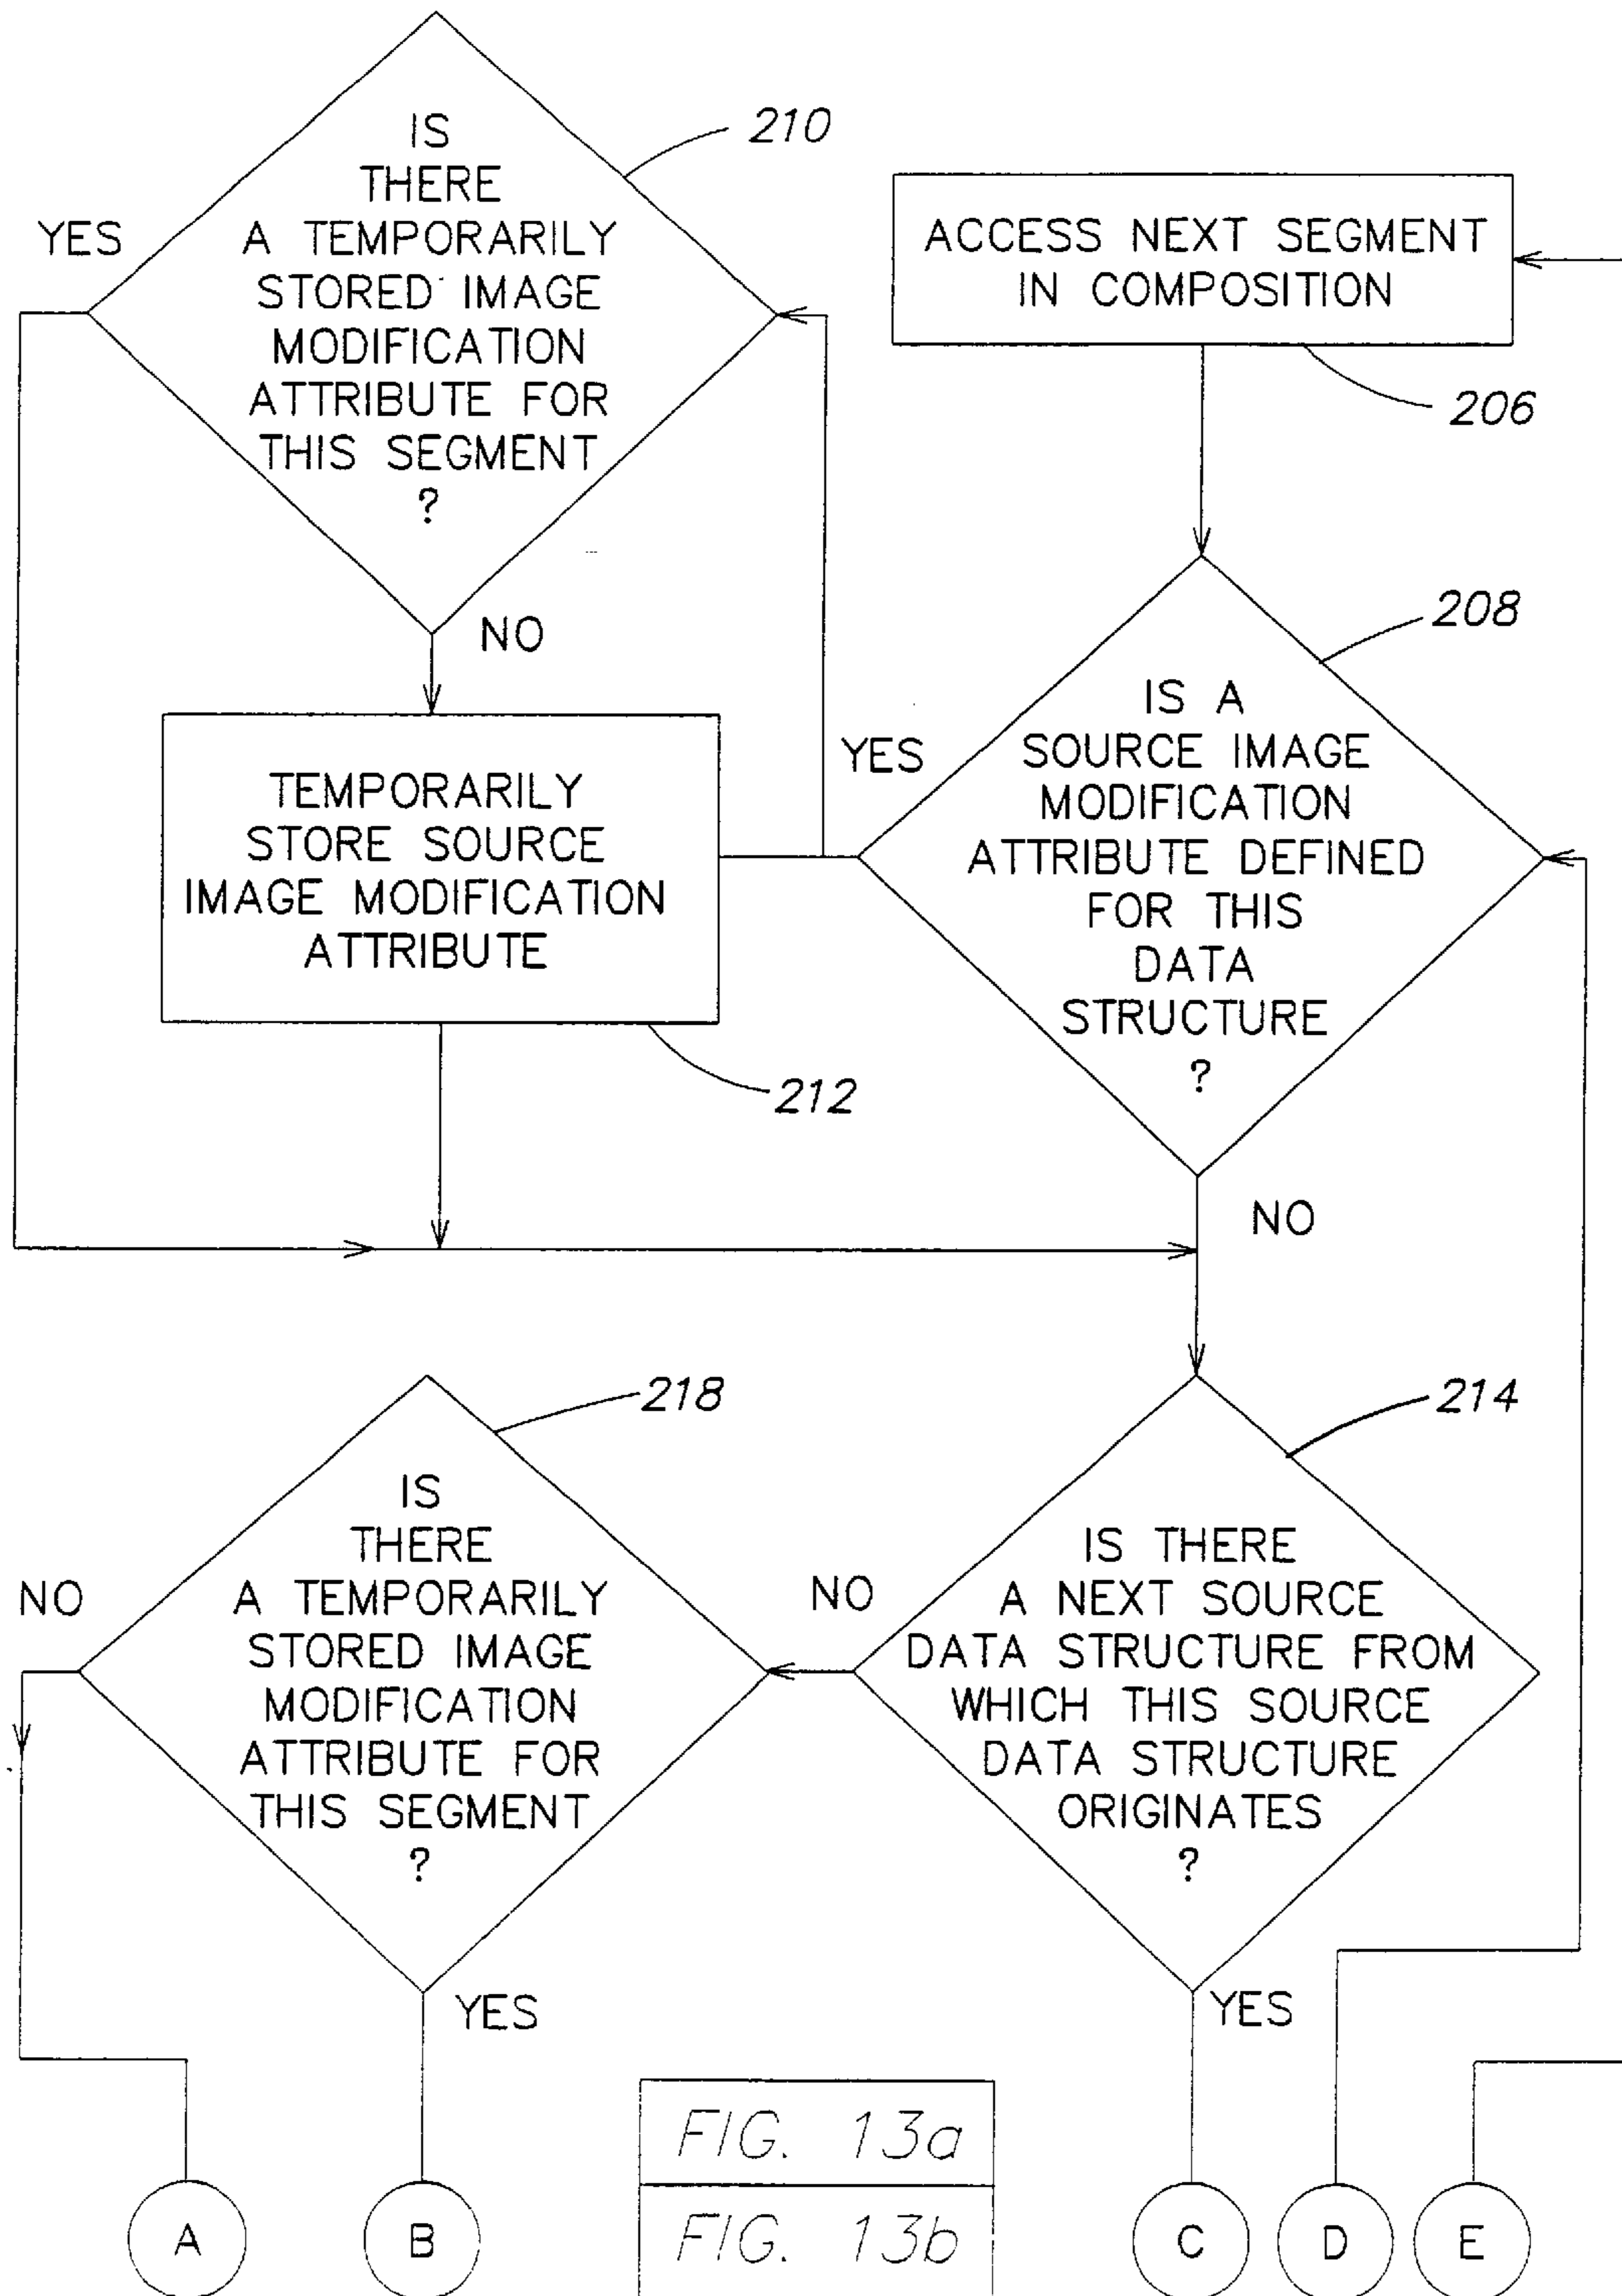 IS
THERE
A TEMPORARILY
STORED IMAGE
MODIFICATION
ATTRIBUTE FOR
THIS SEGMENT
?
210
YES
NO
ACCESS NEXT SEGMENT
IN COMPOSITION
206
208
IS A
SOURCE IMAGE
MODIFICATION
ATTRIBUTE DEFINED
FOR THIS
DATA
STRUCTURE
?
YES
NO
TEMPORARILY
STORE SOURCE
IMAGE MODIFICATION
ATTRIBUTE
212
218
IS
THERE
A TEMPORARILY
STORED IMAGE
MODIFICATION
ATTRIBUTE FOR
THIS SEGMENT
?
NO
YES
214
IS THERE
A NEXT SOURCE
DATA STRUCTURE FROM
WHICH THIS SOURCE
DATA STRUCTURE
ORIGINATES
?
NO
YES
FIG. 13a
FIG. 13b
A
B
C
D
E